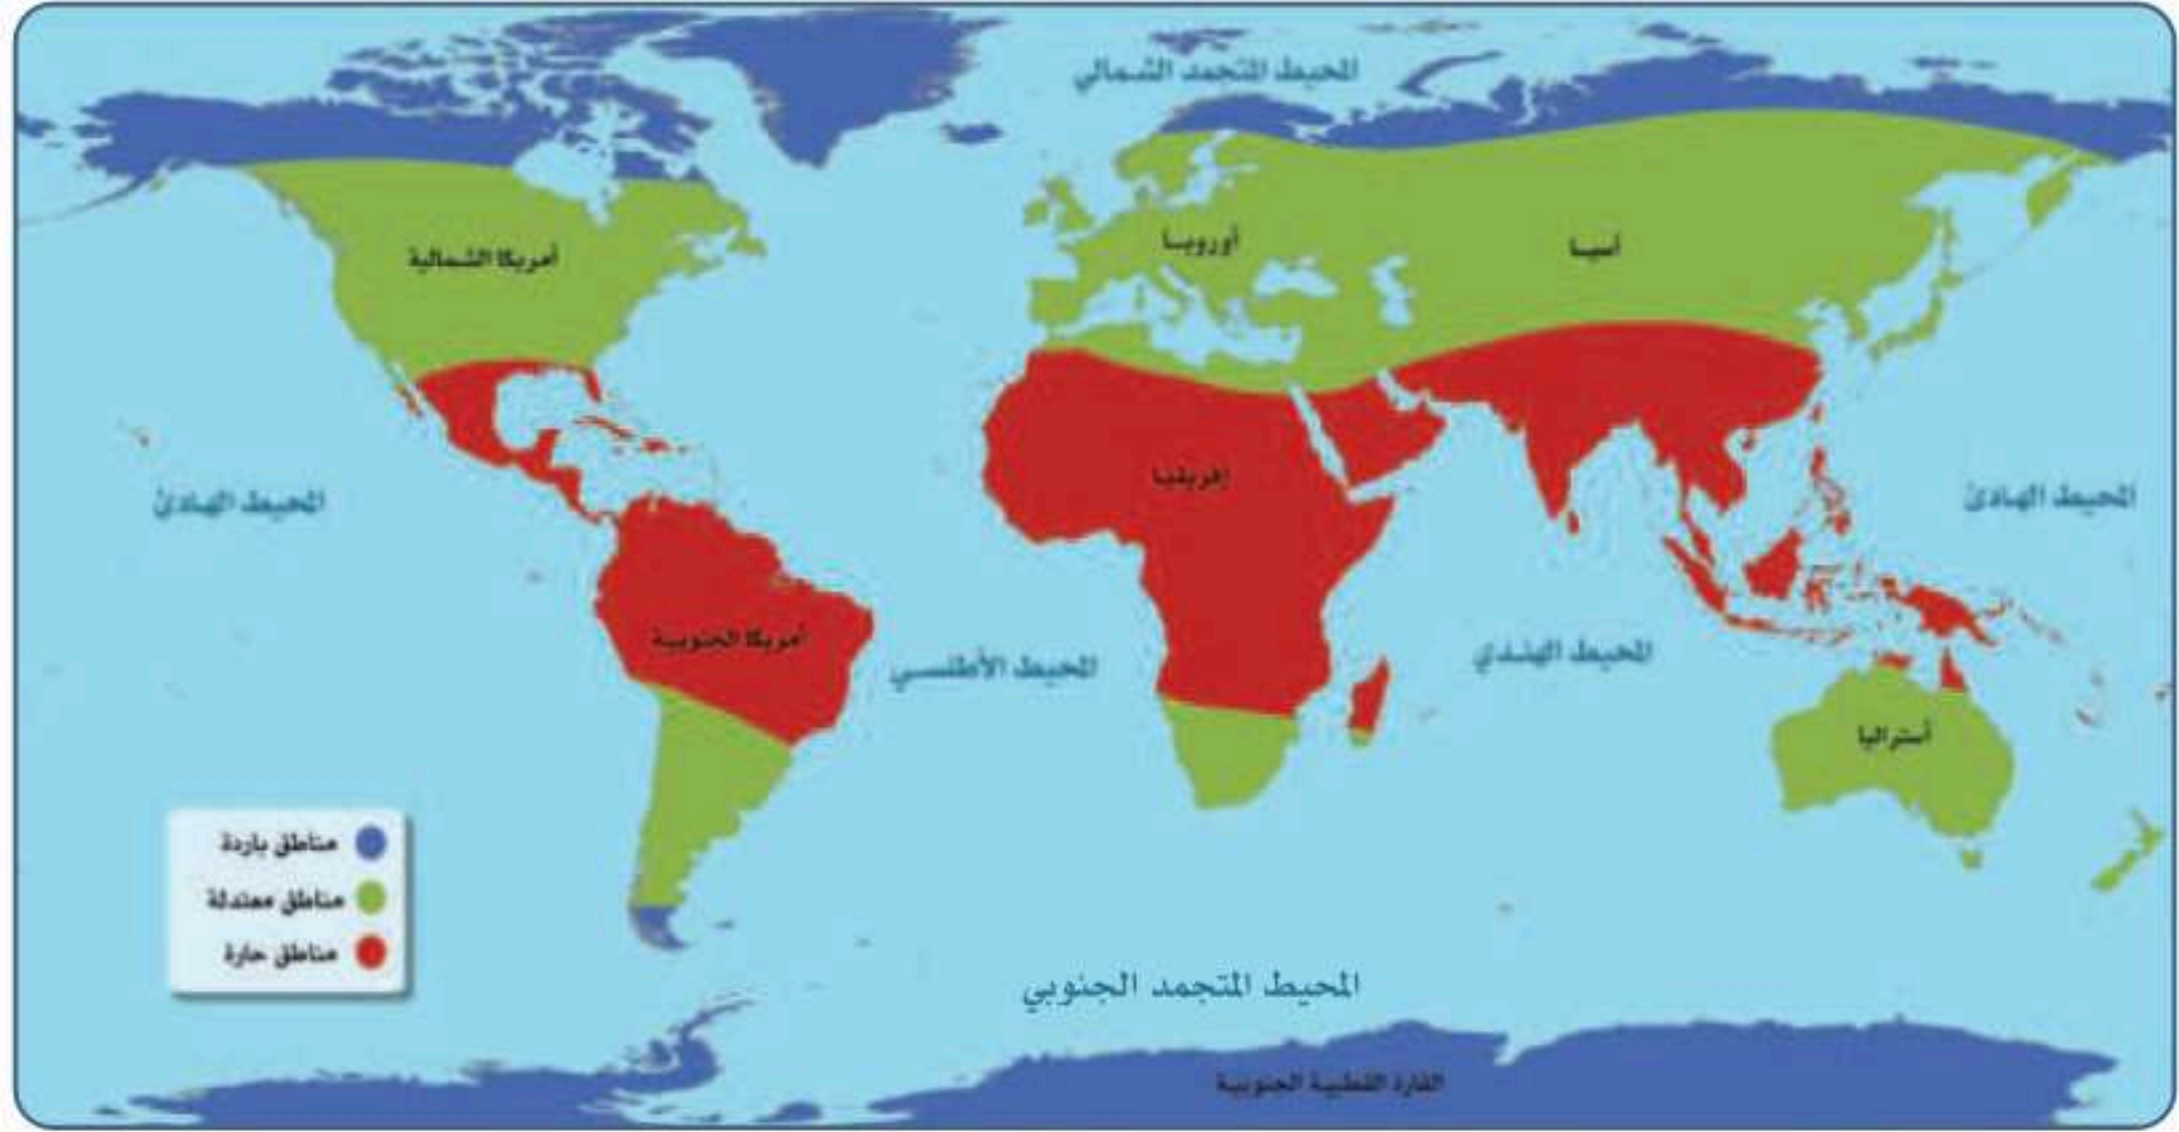 المحيط المتجمد الشمالي
أمريكا الشمالية
أوروبا
آسيا
إفريقيا
المحيط الهادئ
المحيط الهادئ
أمريكا الجنوبية
المحيط الأطلسي
المحيط الهندي
أستراليا
مناطق باردة
مناطق معتدلة
مناطق حارة
المحيط المتجمد الجنوبي
القارة القطبية الجنوبية